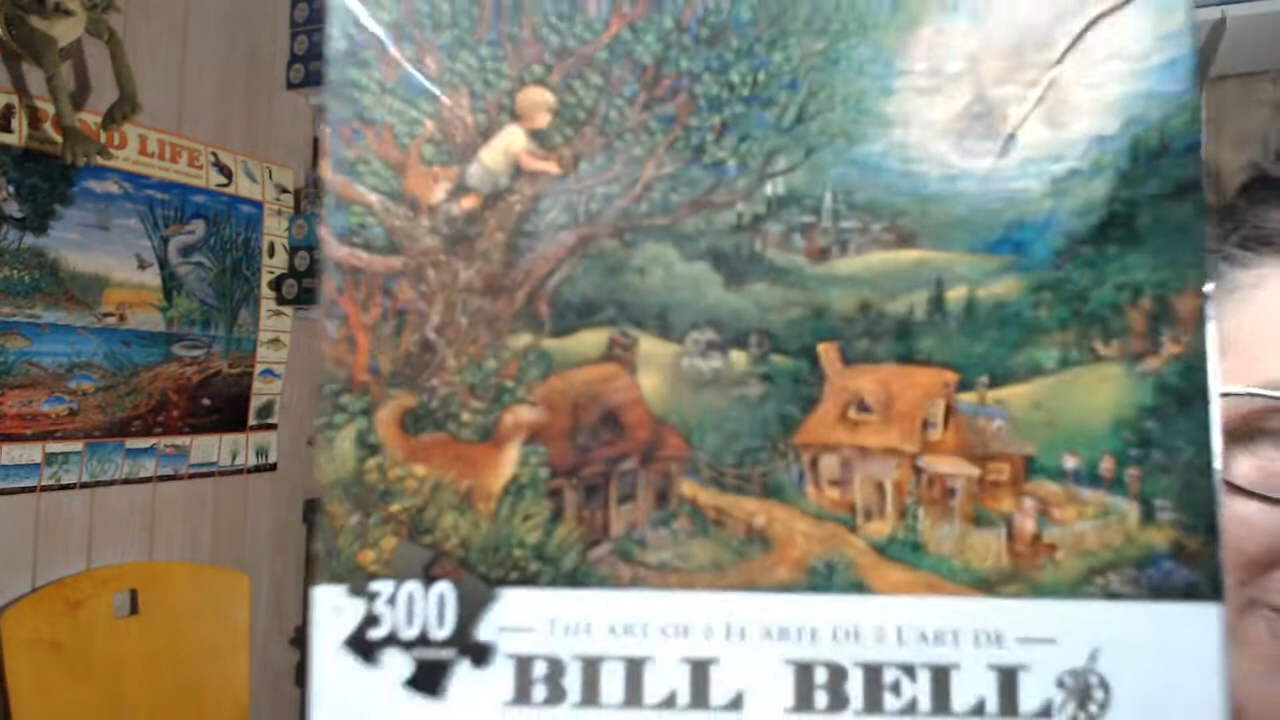 POND LIFE
300
THE ART OF ◊ El ARTE DE ◊ L'ART DE
BILL BELL